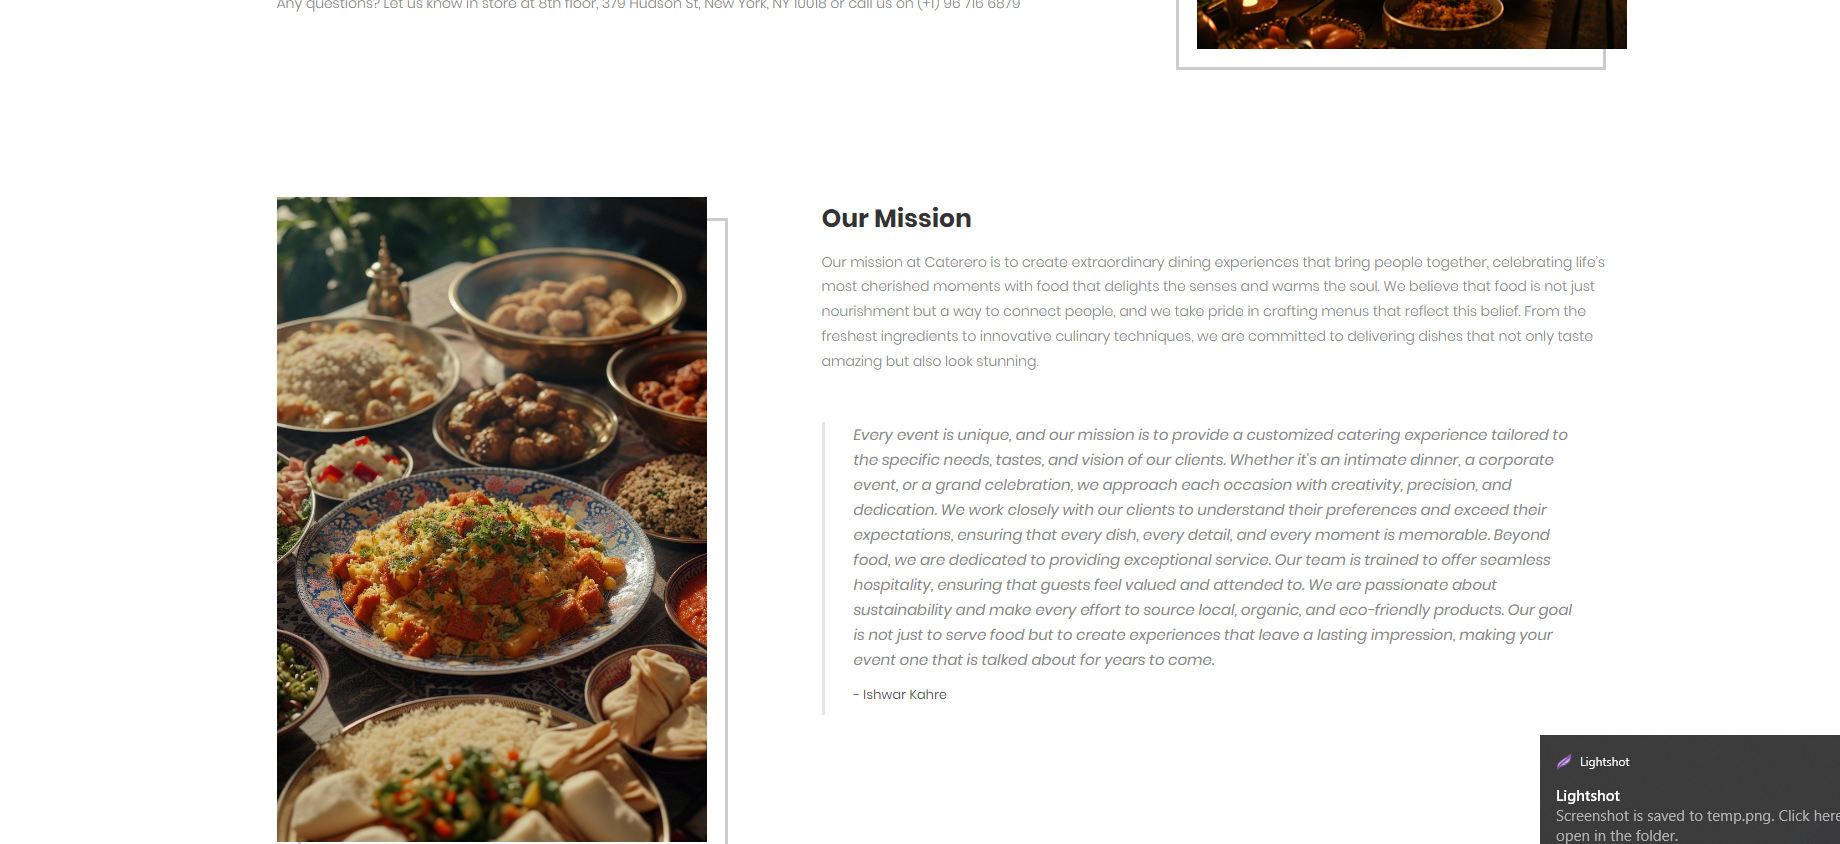 Any questions? Let us know in store at 8th floor, 379 Hudson St, New York, NY 10018 or call us on (+1) 96 716 6879
Our Mission
Our mission at Caterero is to create extraordinary dining experiences that bring people together, celebrating life's
most cherished moments with food that delights the senses and warms the soul. We believe that food is not just
nourishment but a way to connect people, and we take pride in crafting menus that reflect this belief. From the
freshest ingredients to innovative culinary techniques, we are committed to delivering dishes that not only taste
amazing but also look stunning.
Every event is unique, and our mission is to provide a customized catering experience tailored to
the specific needs, tastes, and vision of our clients. Whether it's an intimate dinner, a corporate
event, or a grand celebration, we approach each occasion with creativity, precision, and
dedication. We work closely with our clients to understand their preferences and exceed their
expectations, ensuring that every dish, every detail, and every moment is memorable. Beyond
food, we are dedicated to providing exceptional service. Our team is trained to offer seamless
hospitality, ensuring that guests feel valued and attended to. We are passionate about
sustainability and make every effort to source local, organic, and eco-friendly products. Our goal
is not just to serve food but to create experiences that leave a lasting impression, making your
event one that is talked about for years to come.
- Ishwar Kahre
Lightshot
Lightshot
Screenshot is saved to temp.png. Click here
open in the folder.